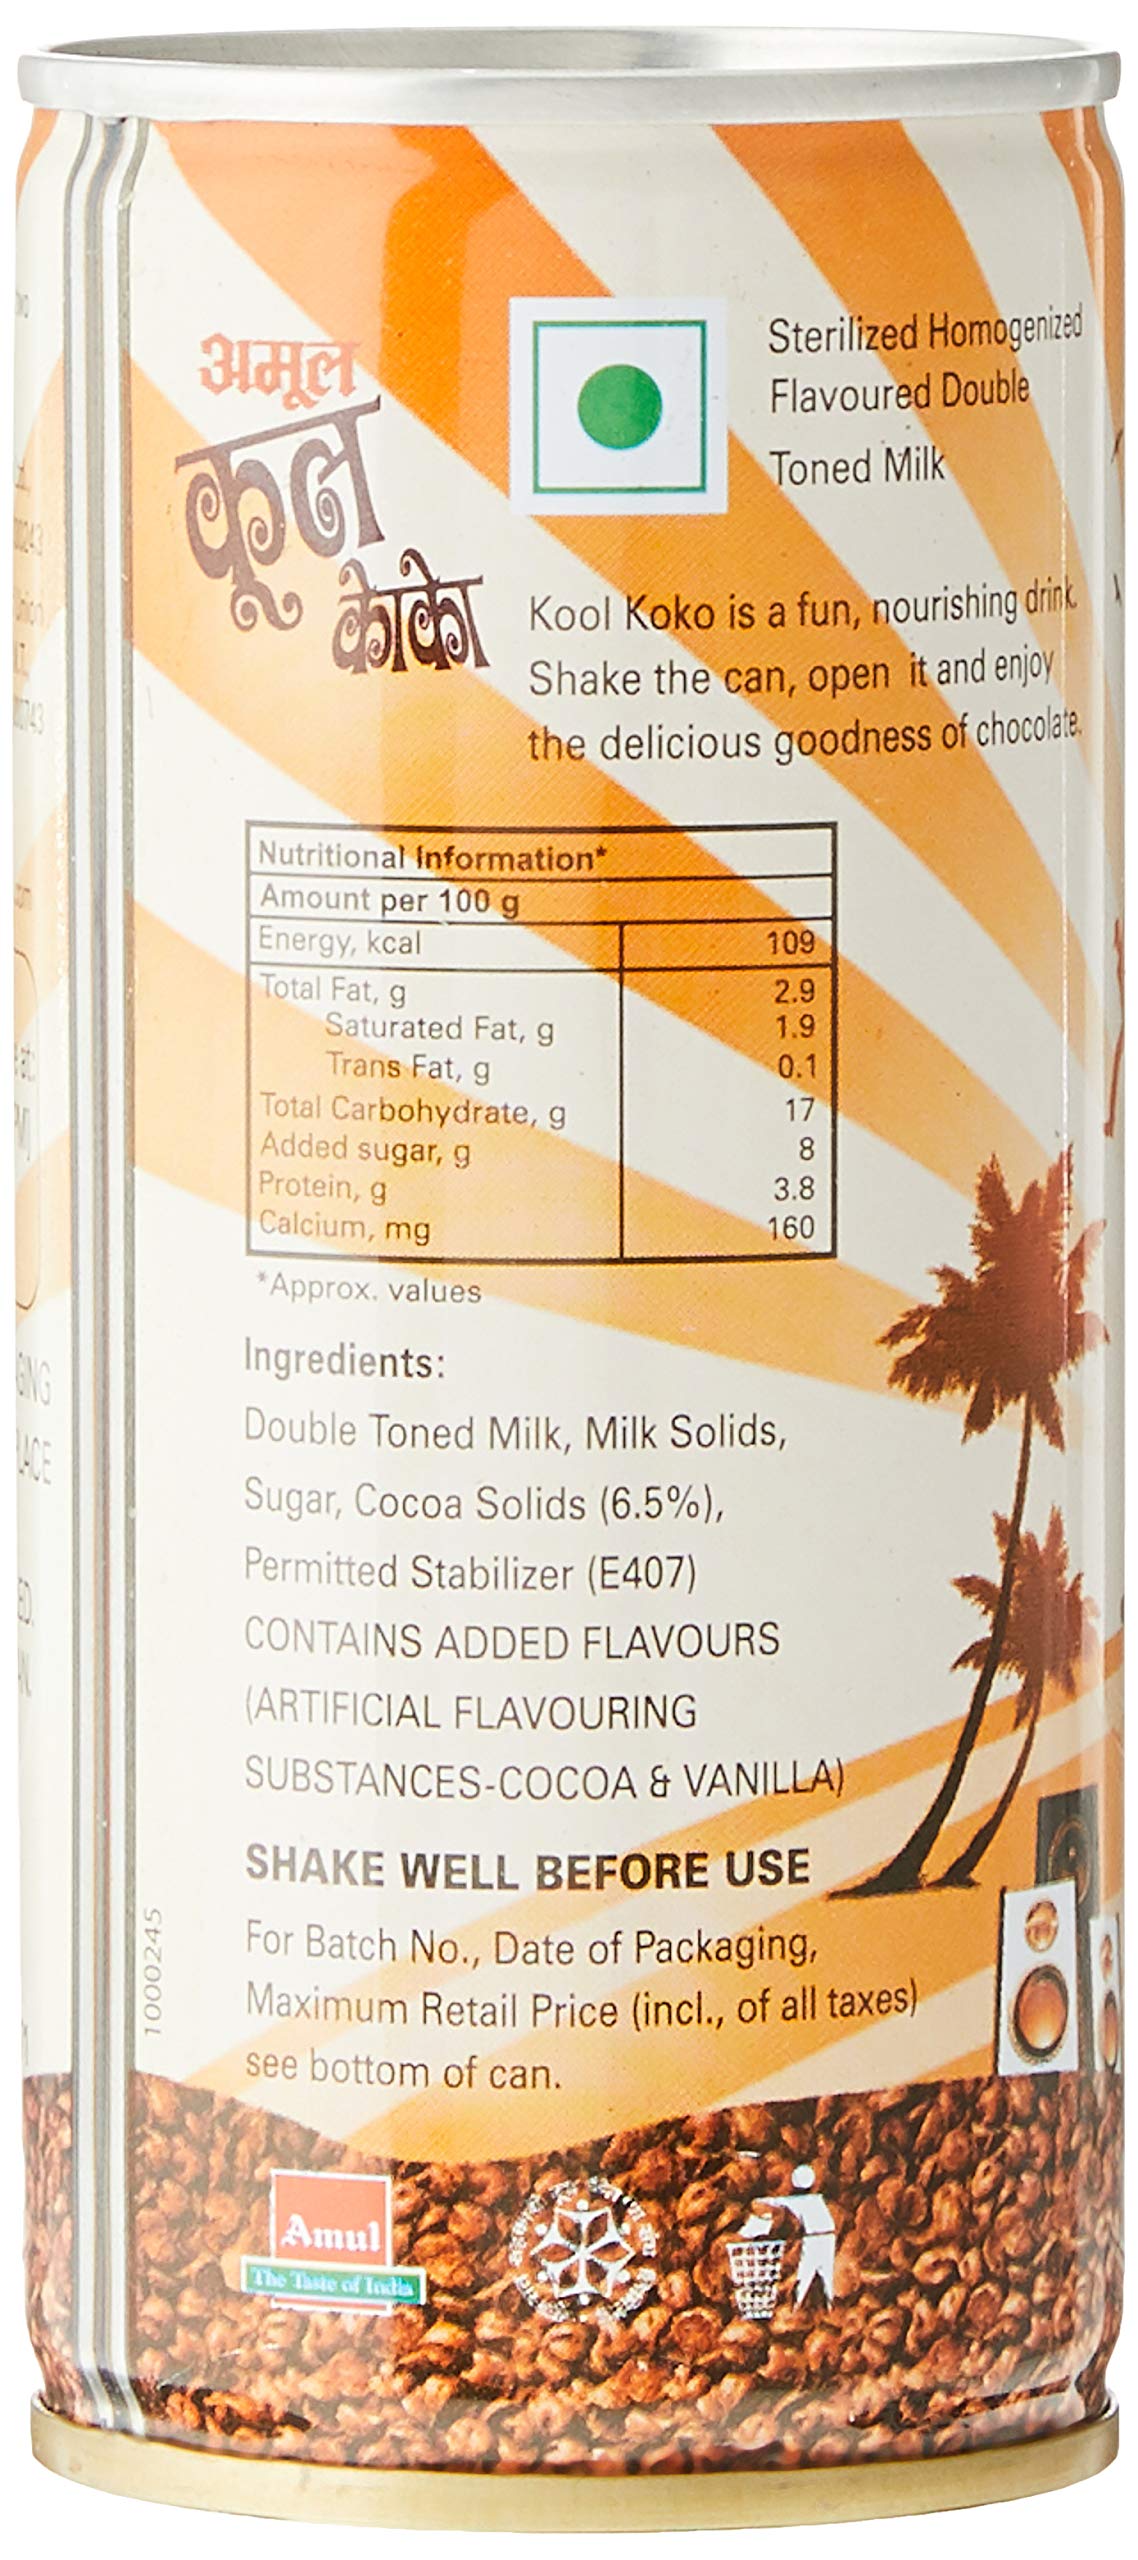 अमूल
कूल
कोको
Sterilized Homogenized
Flavoured Double
Toned Milk
Kool Koko is a fun, nourishing drink.
Shake the can, open it and enjoy
the delicious goodness of chocolate.
Nutritional Information*
Amount per 100 g
Energy, kcal 109
Total Fat, g 2.9
Saturated Fat, g 1.9
Trans Fat, g 0.1
Total Carbohydrate, g 17
Added sugar, g 8
Protein, g 3.8
Calcium, mg 160
*Approx. values
Ingredients:
Double Toned Milk, Milk Solids,
Sugar, Cocoa Solids (6.5%),
Permitted Stabilizer (E407)
CONTAINS ADDED FLAVOURS
(ARTIFICIAL FLAVOURING
SUBSTANCES-COCOA & VANILLA)
SHAKE WELL BEFORE USE
For Batch No., Date of Packaging,
Maximum Retail Price (incl., of all taxes)
see bottom of can.
1000245
Amul
The Taste of India